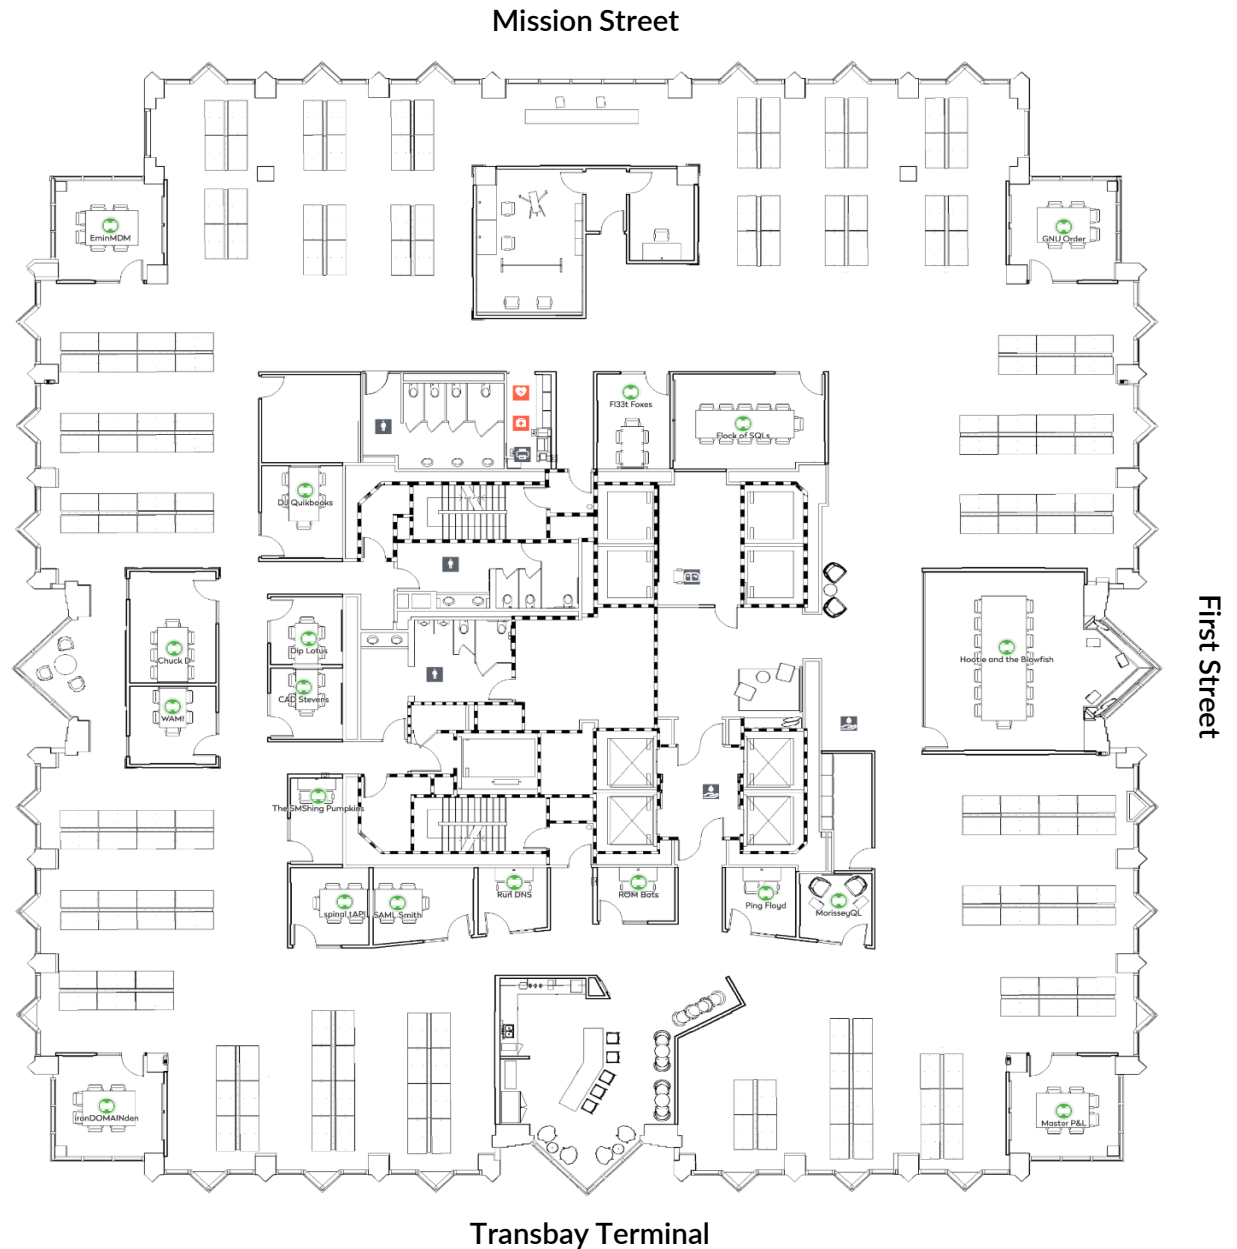 Mission Street
EminMDM
GNU Order
Fl33t Foxes
Flock of SQLs
DJ Quikbooks
Dip Lotus
Chuck D
Hootie and the Blowfish
First Street
CAD Stevens
WAM!
The SMShing Pumpkins
Run DNS
ROM Bots
Ping Floyd
spinal tAPI
SAML Smith
MorisseyQL
ironDOMAINden
Master P&L
Transbay Terminal